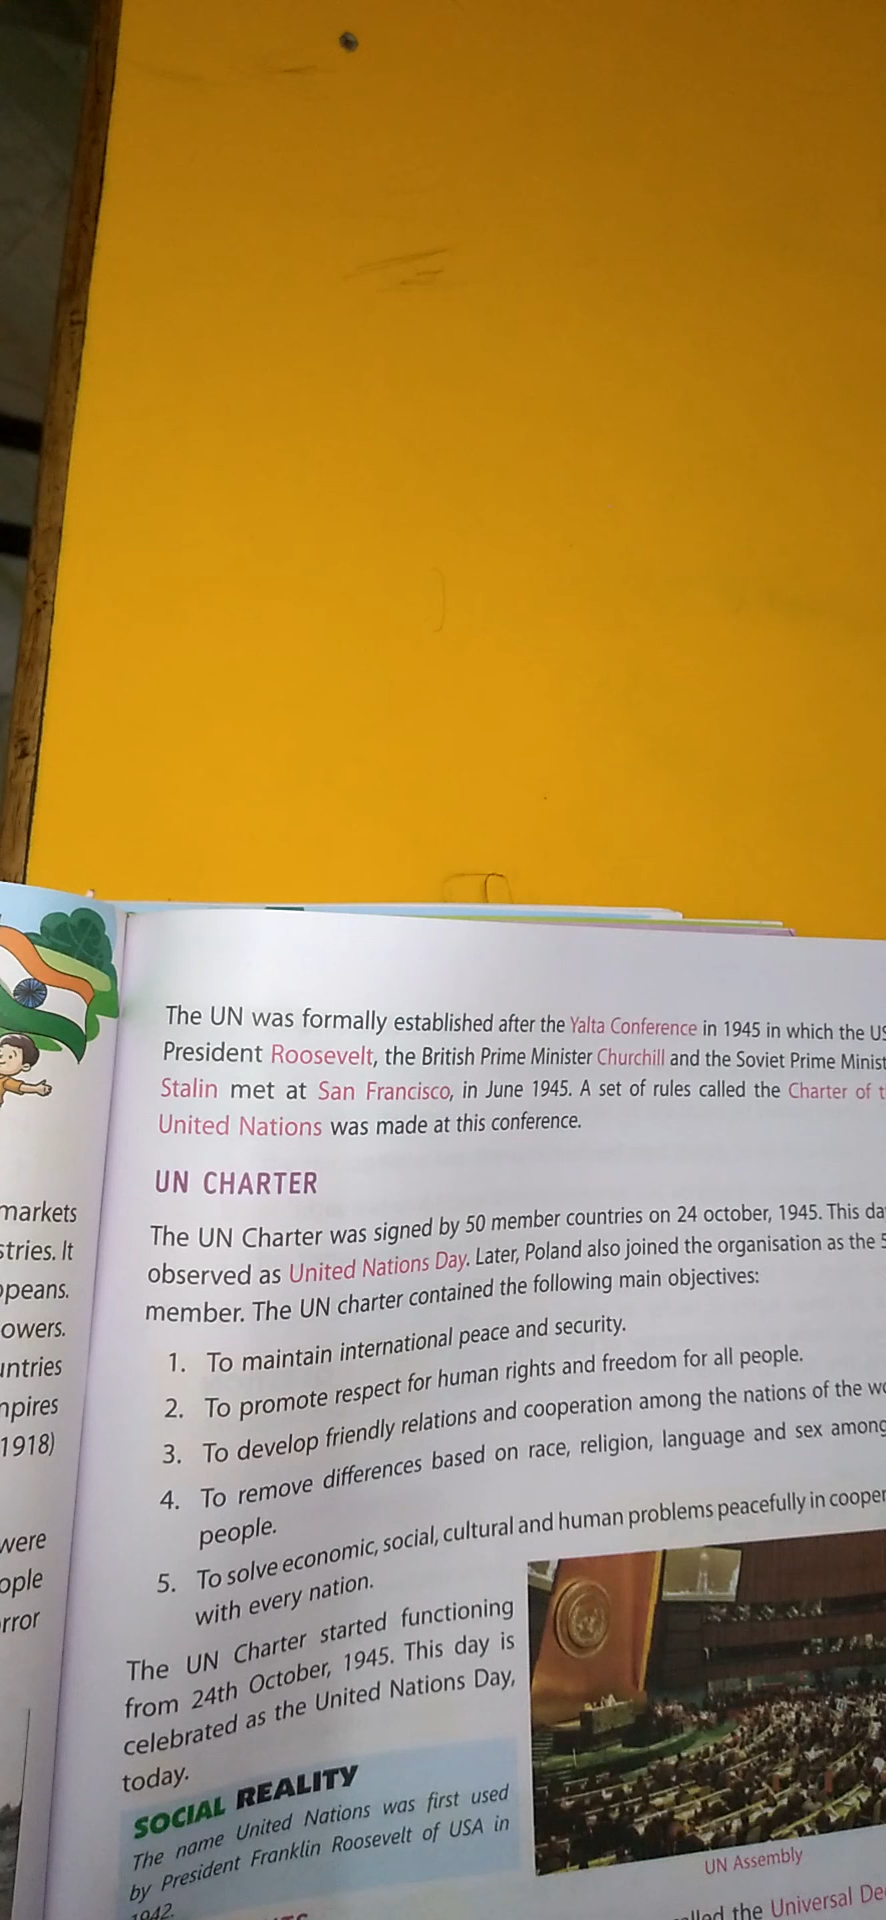 markets
stries. It
opeans.
owers.
untries
npires
1918)
were
ople
rror
The UN was formally established after the Yalta Conference in 1945 in which the US
President Roosevelt, the British Prime Minister Churchill and the Soviet Prime Minist
Stalin met at San Francisco, in June 1945. A set of rules called the Charter of t
United Nations was made at this conference.
UN CHARTER
The UN Charter was signed by 50 member countries on 24 october, 1945. This da
observed as United Nations Day. Later, Poland also joined the organisation as the 5
member. The UN charter contained the following main objectives:
1. To maintain international peace and security.
2. To promote respect for human rights and freedom for all people.
3. To develop friendly relations and cooperation among the nations of the wo
4. To remove differences based on race, religion, language and sex among
people.
5. To solve economic, social, cultural and human problems peacefully in cooper
with every nation.
The UN Charter started functioning
from 24th October, 1945. This day is
celebrated as the United Nations Day,
today.
SOCIAL REALITY
The name United Nations was first used
by President Franklin Roosevelt of USA in
1942.
UN Assembly
lled the Universal De